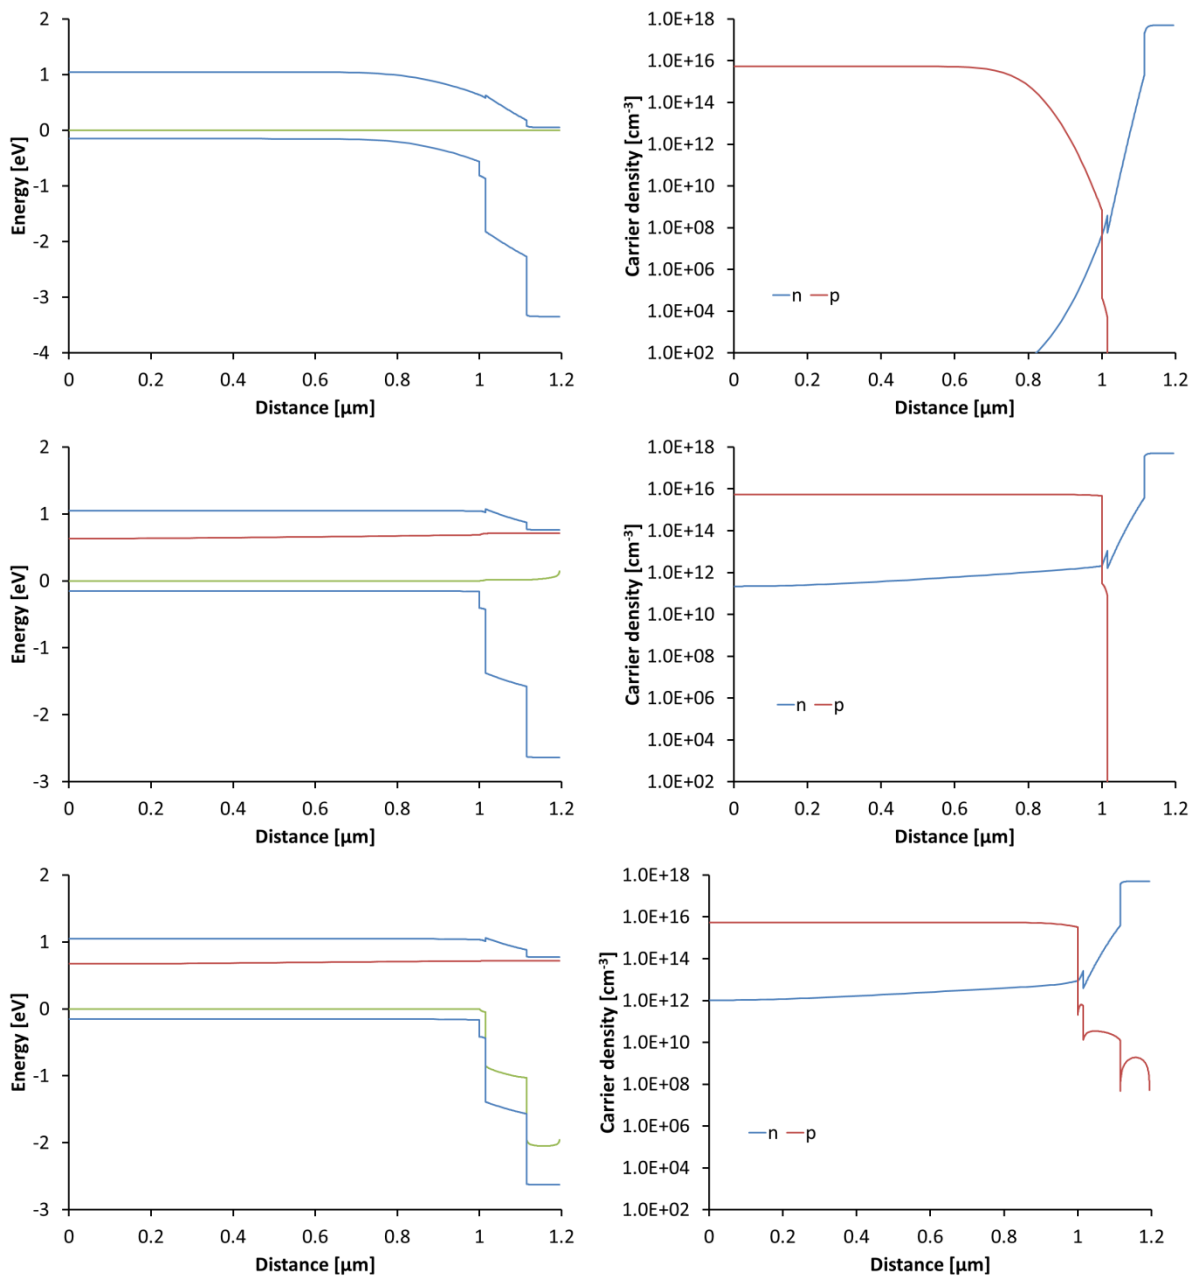 2
1
0
-1
-2
-3
-4
Energy [eV]
0 0.2 0.4 0.6 0.8 1 1.2
Distance [µm]
1.0E+18
1.0E+16
1.0E+14
1.0E+12
1.0E+10
1.0E+08
1.0E+06
1.0E+04
1.0E+02
Carrier density [cm-3]
n p
0 0.2 0.4 0.6 0.8 1 1.2
Distance [µm]
2
1
0
-1
-2
-3
Energy [eV]
0 0.2 0.4 0.6 0.8 1 1.2
Distance [µm]
1.0E+18
1.0E+16
1.0E+14
1.0E+12
1.0E+10
1.0E+08
1.0E+06
1.0E+04
1.0E+02
Carrier density [cm-3]
n p
0 0.2 0.4 0.6 0.8 1 1.2
Distance [µm]
2
1
0
-1
-2
-3
Energy [eV]
0 0.2 0.4 0.6 0.8 1 1.2
Distance [µm]
1.0E+18
1.0E+16
1.0E+14
1.0E+12
1.0E+10
1.0E+08
1.0E+06
1.0E+04
1.0E+02
Carrier density [cm-3]
n p
0 0.2 0.4 0.6 0.8 1 1.2
Distance [µm]